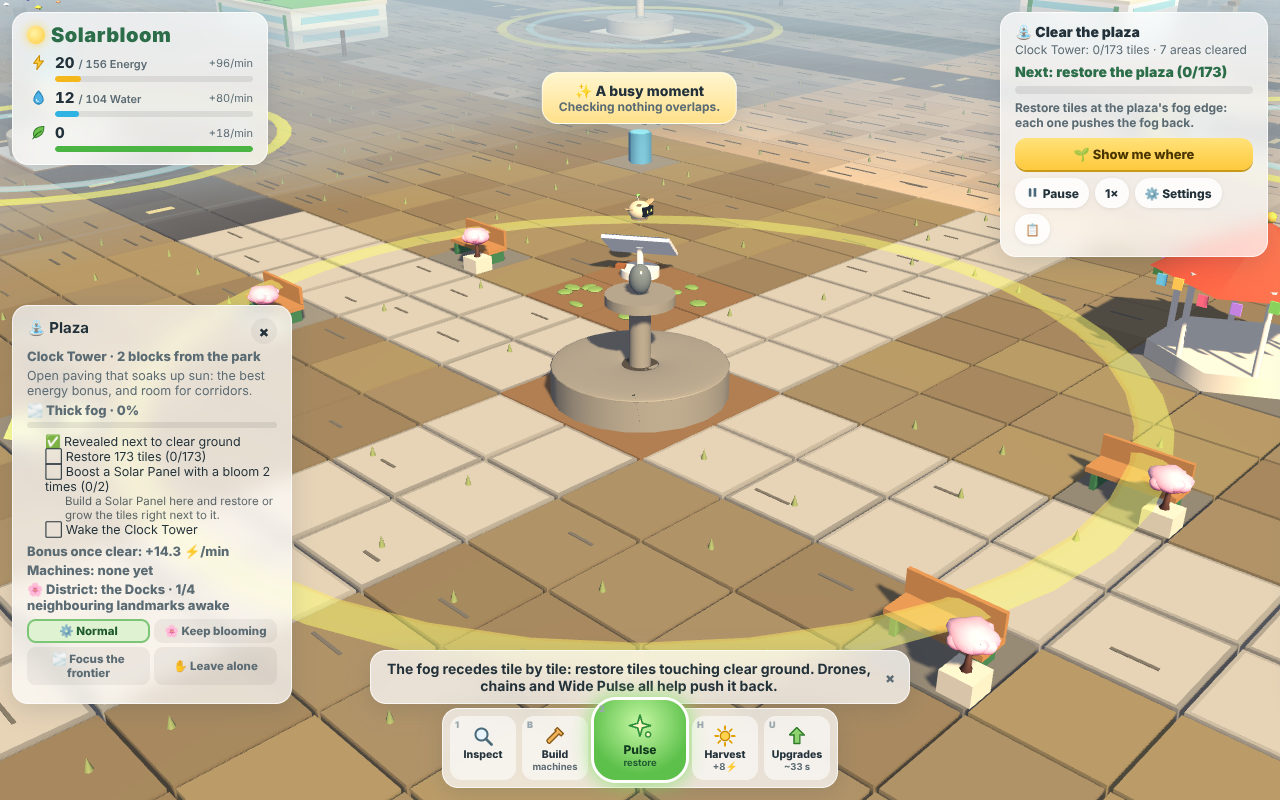 Solarbloom
20 / 156 Energy +96/min
12 / 104 Water +80/min
0 +18/min
✨ A busy moment
Checking nothing overlaps.
⛲ Clear the plaza
Clock Tower: 0/173 tiles · 7 areas cleared
Next: restore the plaza (0/173)
Restore tiles at the plaza's fog edge:
each one pushes the fog back.
🌱 Show me where
Pause
1×
⚙️ Settings
⛲ Plaza
×
Clock Tower · 2 blocks from the park
Open paving that soaks up sun: the best
energy bonus, and room for corridors.
🌫️ Thick fog · 0%
✅ Revealed next to clear ground
Restore 173 tiles (0/173)
Boost a Solar Panel with a bloom 2
times (0/2)
Build a Solar Panel here and restore or
grow the tiles right next to it.
Wake the Clock Tower
Bonus once clear: +14.3 ⚡/min
Machines: none yet
🌸 District: the Docks · 1/4
neighbouring landmarks awake
⚙️ Normal
🌸 Keep blooming
🌫️ Focus the
frontier
✋ Leave alone
The fog recedes tile by tile: restore tiles touching clear ground. Drones,
chains and Wide Pulse all help push it back.
×
1
Inspect
B
Build
machines
Pulse
restore
H
Harvest
+8⚡
U
Upgrades
~33 s